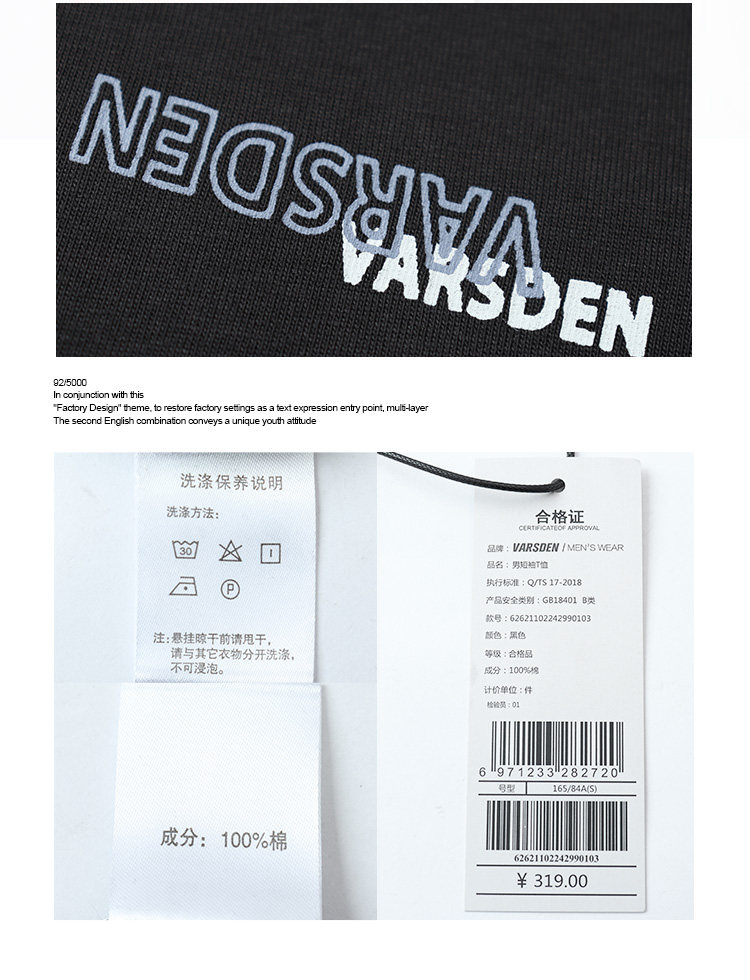 VARSDEN
VARSDEN
92/5000
In conjunction with this
"Factory Design" theme, to restore factory settings as a text expression entry point, multi-layer
The second English combination conveys a unique youth attitude
洗涤保养说明
洗涤方法:
30
P
注:悬挂晾干前请甩干,
请与其它衣物分开洗涤,
不可浸泡。
成分: 100%棉
合格证
CERTIFICATEOF APPROVAL
品牌: VARSDEN / MEN'S WEAR
品名: 男短袖T恤
执行标准: Q/TS 17-2018
产品安全类别: GB18401 B类
款号: 62621102242990103
颜色: 黑色
等级: 合格品
成分: 100%棉
计价单位: 件
检验员: 01
6 971233 282720
号型 165/84A(S)
62621102242990103
¥ 319.00